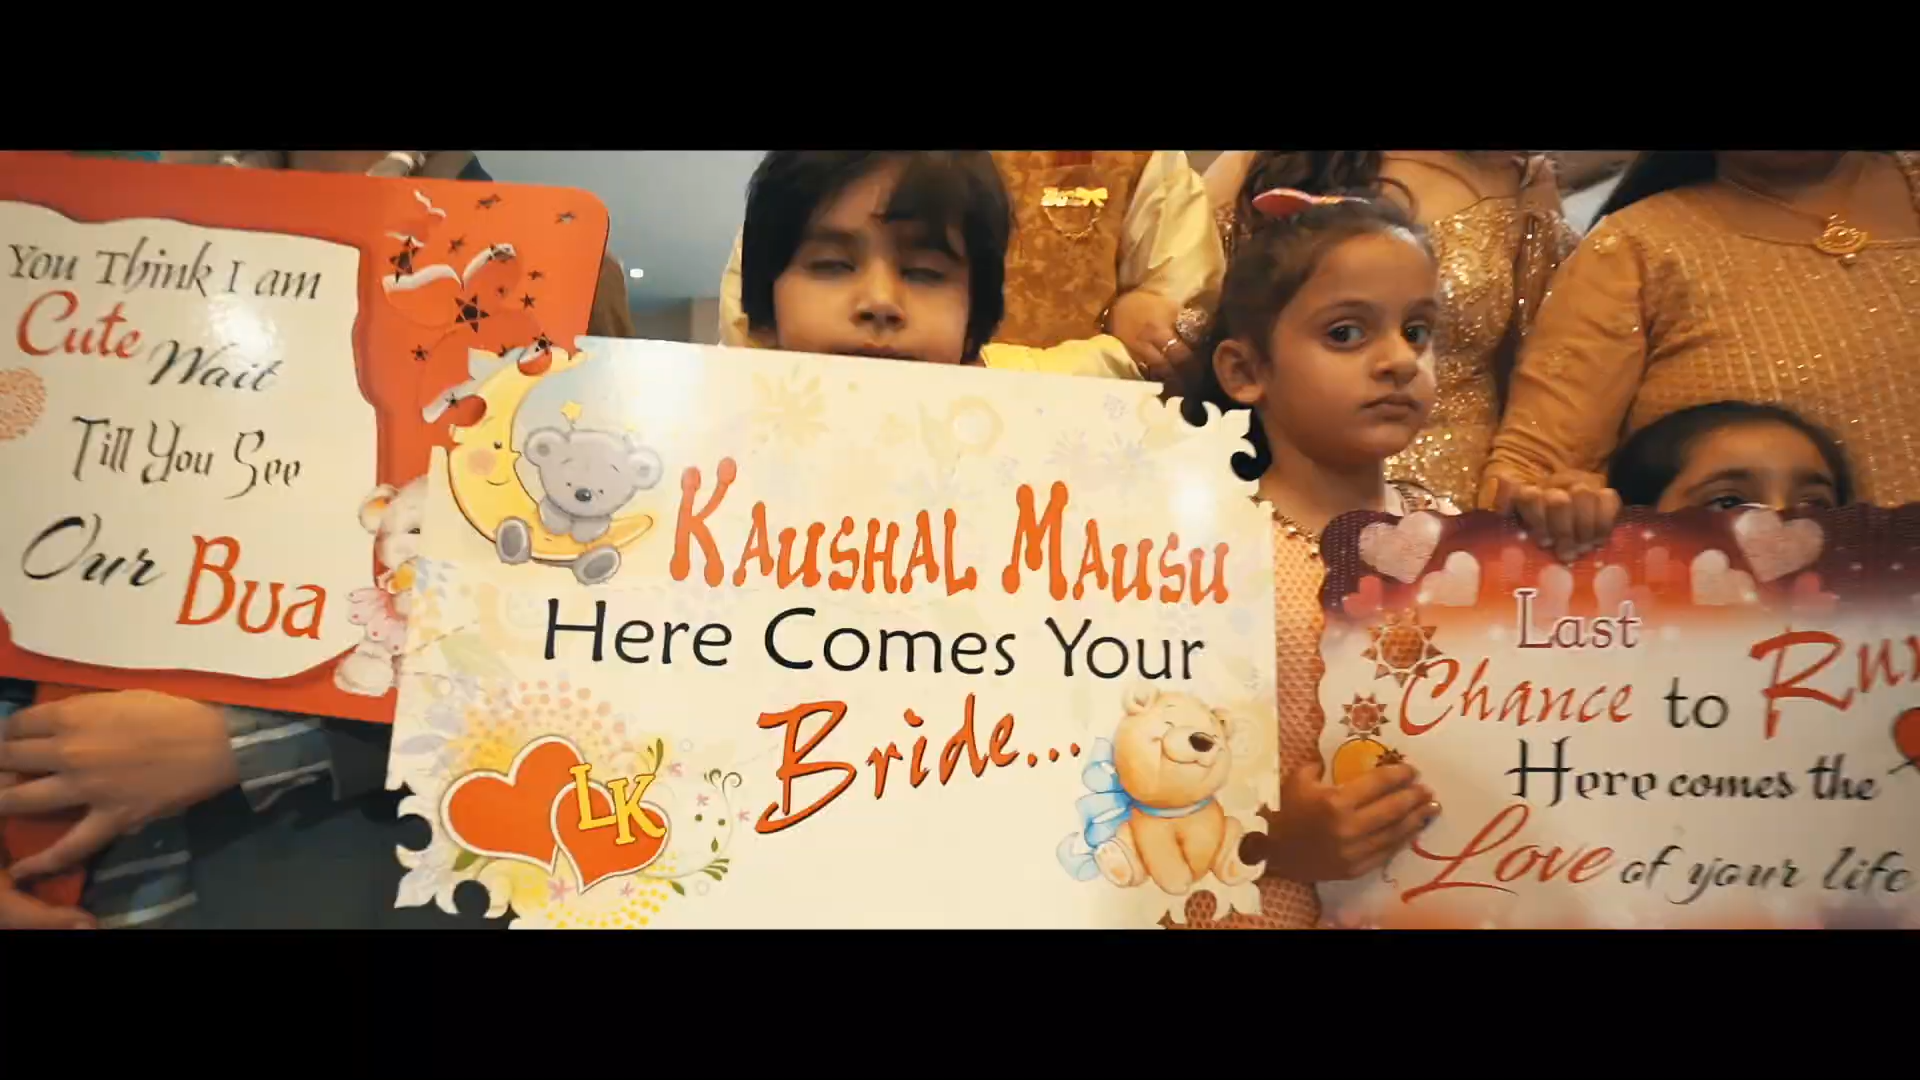 You Think I am
Cute Wait
Till You See
Our Bua
KAUSHAL MAUSU
Here Comes Your
Bride...
LK
Last
Chance to
Here comes the
Love of your life